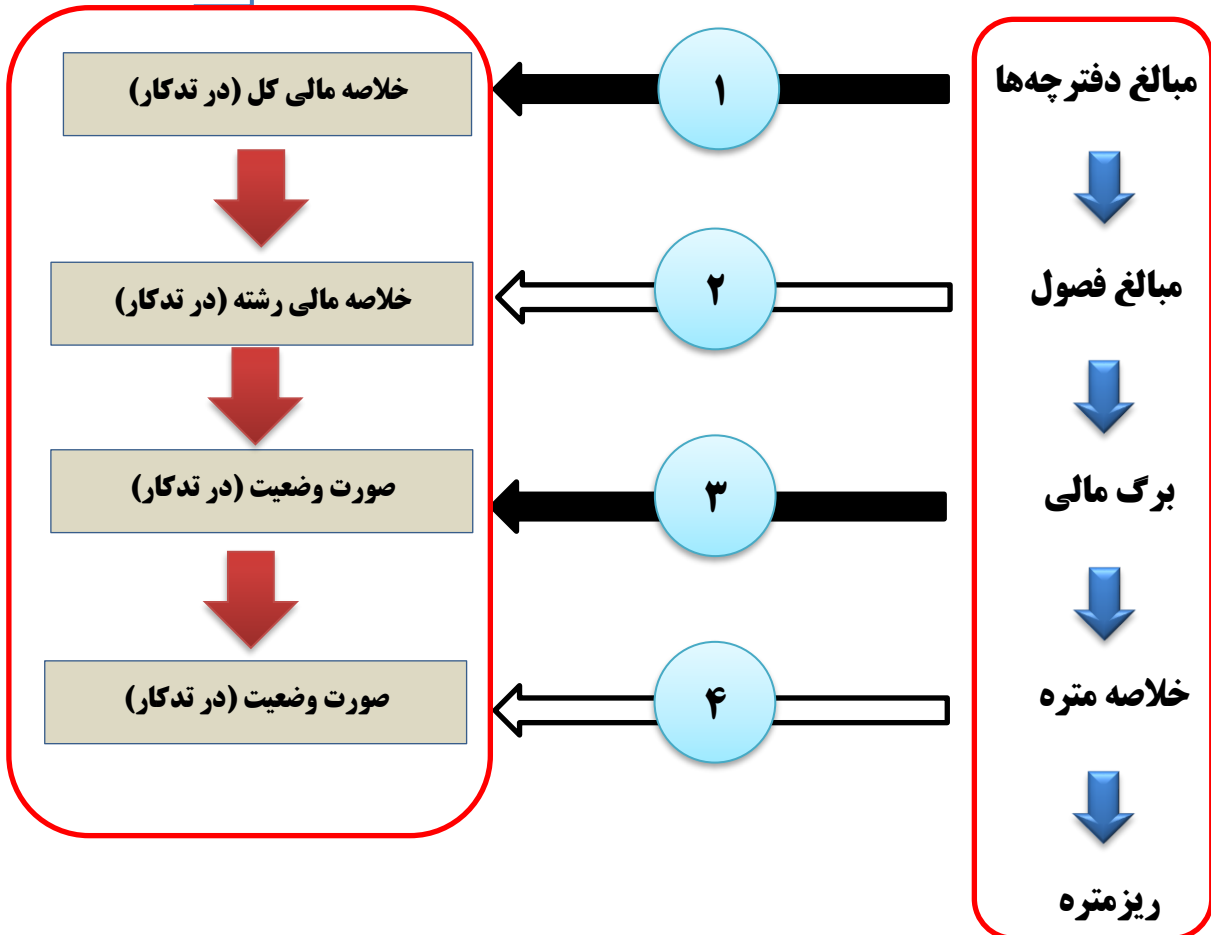 مبالغ دفترچه‌ها
۱
خلاصه مالی کل (در تدکار)
مبالغ فصول
۲
خلاصه مالی رشته (در تدکار)
برگ مالی
۳
صورت وضعیت (در تدکار)
خلاصه متره
۴
صورت وضعیت (در تدکار)
ریزمتره